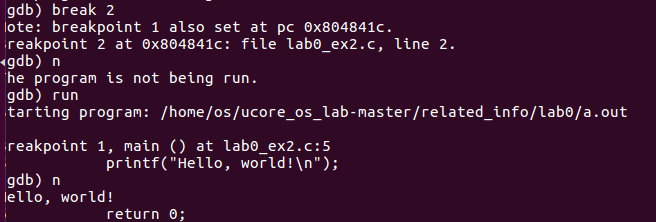 gdb) break 2
ote: breakpoint 1 also set at pc 0x804841c.
reakpoint 2 at 0x804841c: file lab0_ex2.c, line 2.
gdb) n
he program is not being run.
gdb) run
tarting program: /home/os/ucore_os_lab-master/related_info/lab0/a.out
reakpoint 1, main () at lab0_ex2.c:5
printf("Hello, world!\n");
gdb) n
ello, world!
return 0;